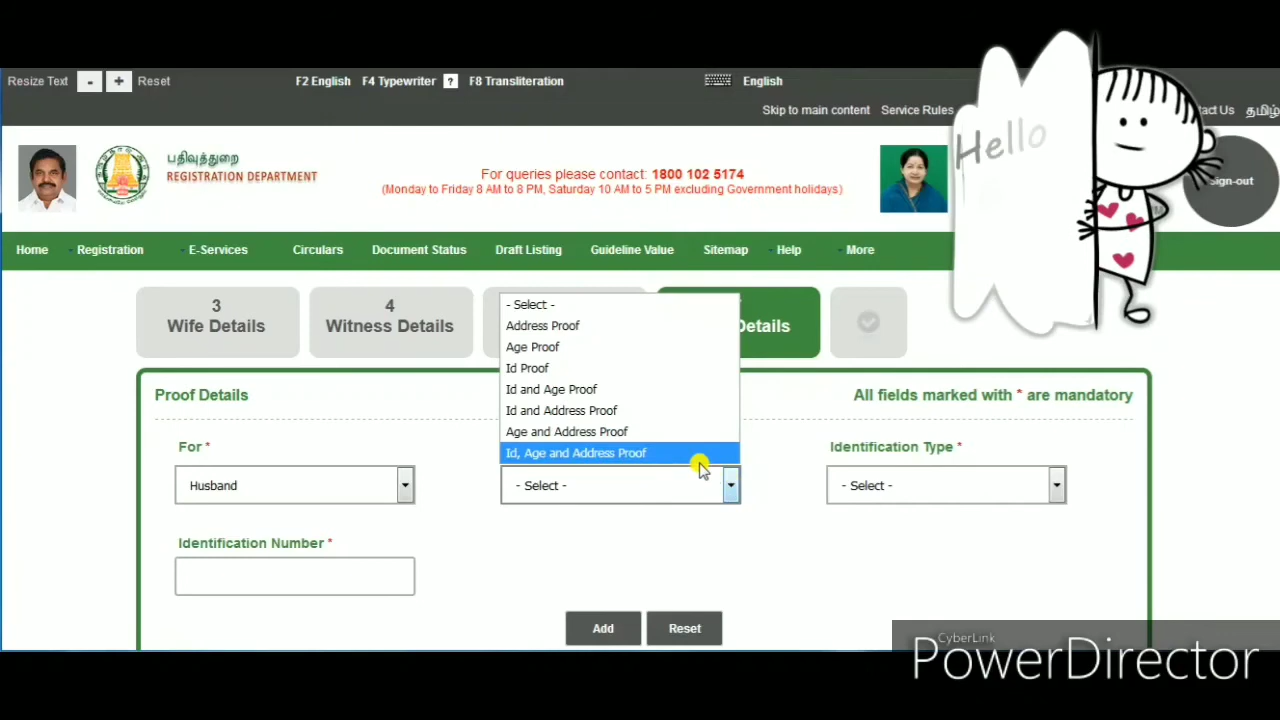 Resize Text - + Reset F2 English F4 Typewriter ? F8 Transliteration English
Skip to main content Service Rules tact Us தமிழ்
Hello
பதிவுத்துறை
REGISTRATION DEPARTMENT
For queries please contact: 1800 102 5174
(Monday to Friday 8 AM to 8 PM, Saturday 10 AM to 5 PM excluding Government holidays)
Sign-out
Home Registration E-Services Circulars Document Status Draft Listing Guideline Value Sitemap Help More
3
Wife Details
4
Witness Details
Details
- Select -
Address Proof
Age Proof
Id Proof
Id and Age Proof
Id and Address Proof
Age and Address Proof
Id, Age and Address Proof
Proof Details
All fields marked with * are mandatory
For *
Identification Type *
Husband
- Select -
- Select -
Identification Number *
Add Reset
CyberLink
PowerDirector